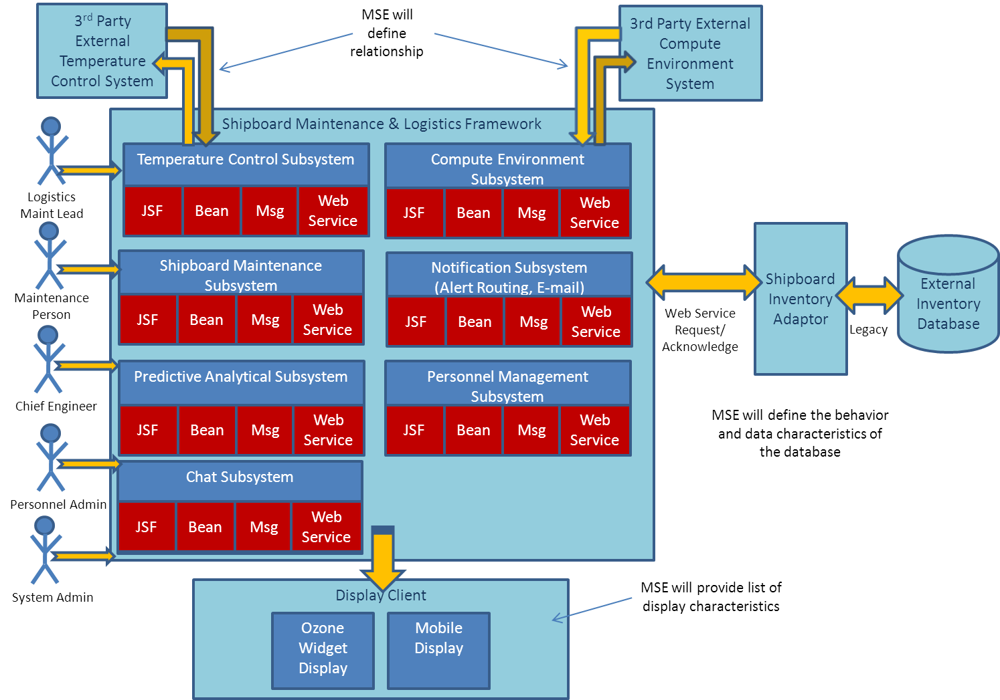 3rd Party
External
Temperature
Control System
MSE will
define
relationship
3rd Party External
Compute
Environment
System
Shipboard Maintenance & Logistics Framework
Temperature Control Subsystem
JSF
Bean
Msg
Web
Service
Compute Environment
Subsystem
JSF
Bean
Msg
Web
Service
Logistics
Maint Lead
Shipboard Maintenance
Subsystem
JSF
Bean
Msg
Web
Service
Notification Subsystem
(Alert Routing, E-mail)
JSF
Bean
Msg
Web
Service
Maintenance
Person
Web Service
Request/
Acknowledge
Shipboard
Inventory
Adaptor
Legacy
External
Inventory
Database
Predictive Analytical Subsystem
JSF
Bean
Msg
Web
Service
Personnel Management
Subsystem
JSF
Bean
Msg
Web
Service
Chief Engineer
MSE will define the behavior
and data characteristics of
the database
Chat Subsystem
JSF
Bean
Msg
Web
Service
Personnel Admin
System Admin
Display Client
Ozone
Widget
Display
Mobile
Display
MSE will provide list of
display characteristics